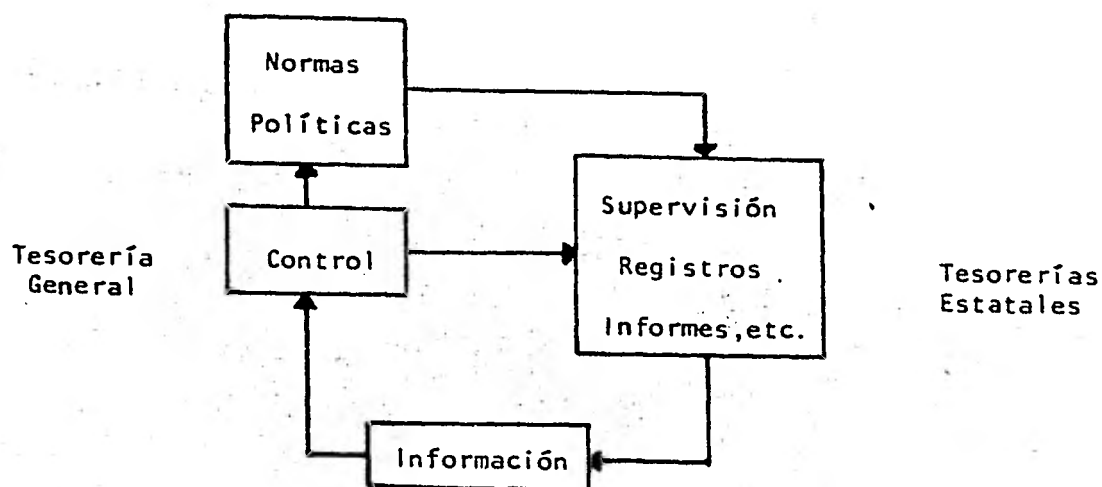 Normas
Políticas
Supervisión
Registros
Informes,etc.
Control
Tesorería
General
Tesorerías
Estatales
Información